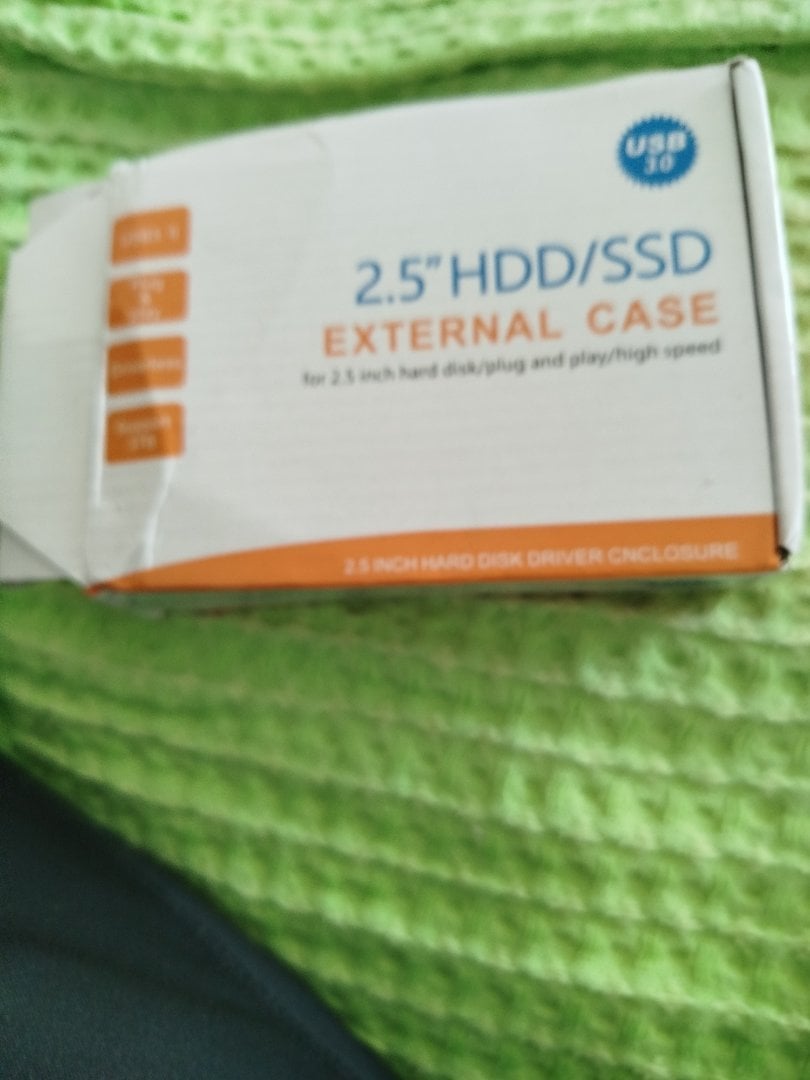 USB
3.0
2.5" HDD/SSD
EXTERNAL CASE
for 2.5 inch hard disk/plug and play/high speed
2.5 INCH HARD DISK DRIVER CNCLOSURE